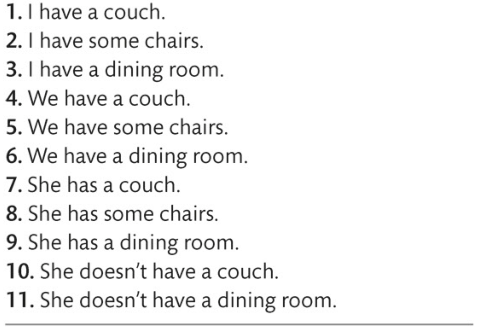 1. I have a couch.
2. I have some chairs.
3. I have a dining room.
4. We have a couch.
5. We have some chairs.
6. We have a dining room.
7. She has a couch.
8. She has some chairs.
9. She has a dining room.
10. She doesn’t have a couch.
11. She doesn’t have a dining room.